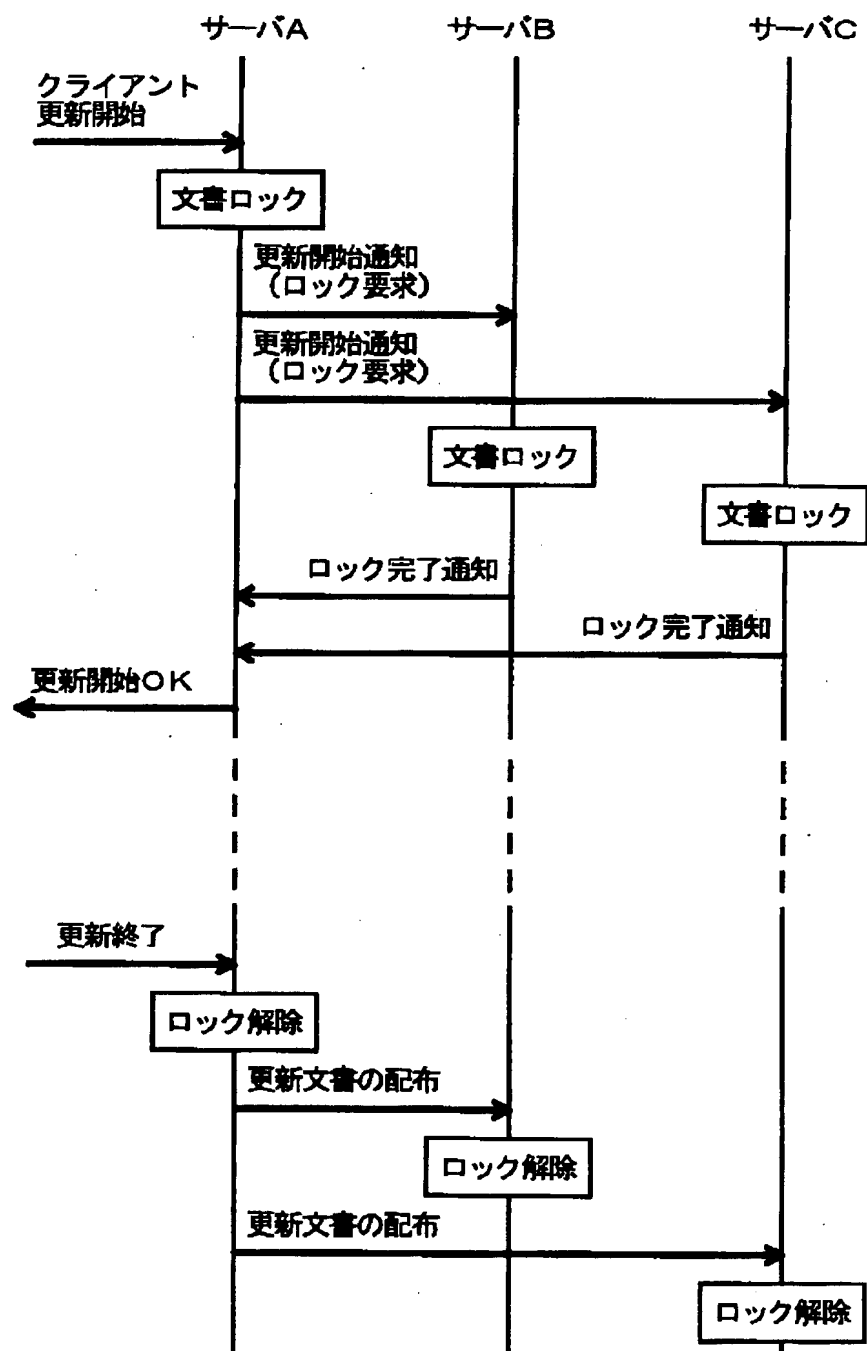 サーバA
サーバB
サーバC
クライアント
更新開始
文書ロック
更新開始通知
（ロック要求）
更新開始通知
（ロック要求）
文書ロック
文書ロック
ロック完了通知
ロック完了通知
更新開始OK
更新終了
ロック解除
更新文書の配布
ロック解除
更新文書の配布
ロック解除